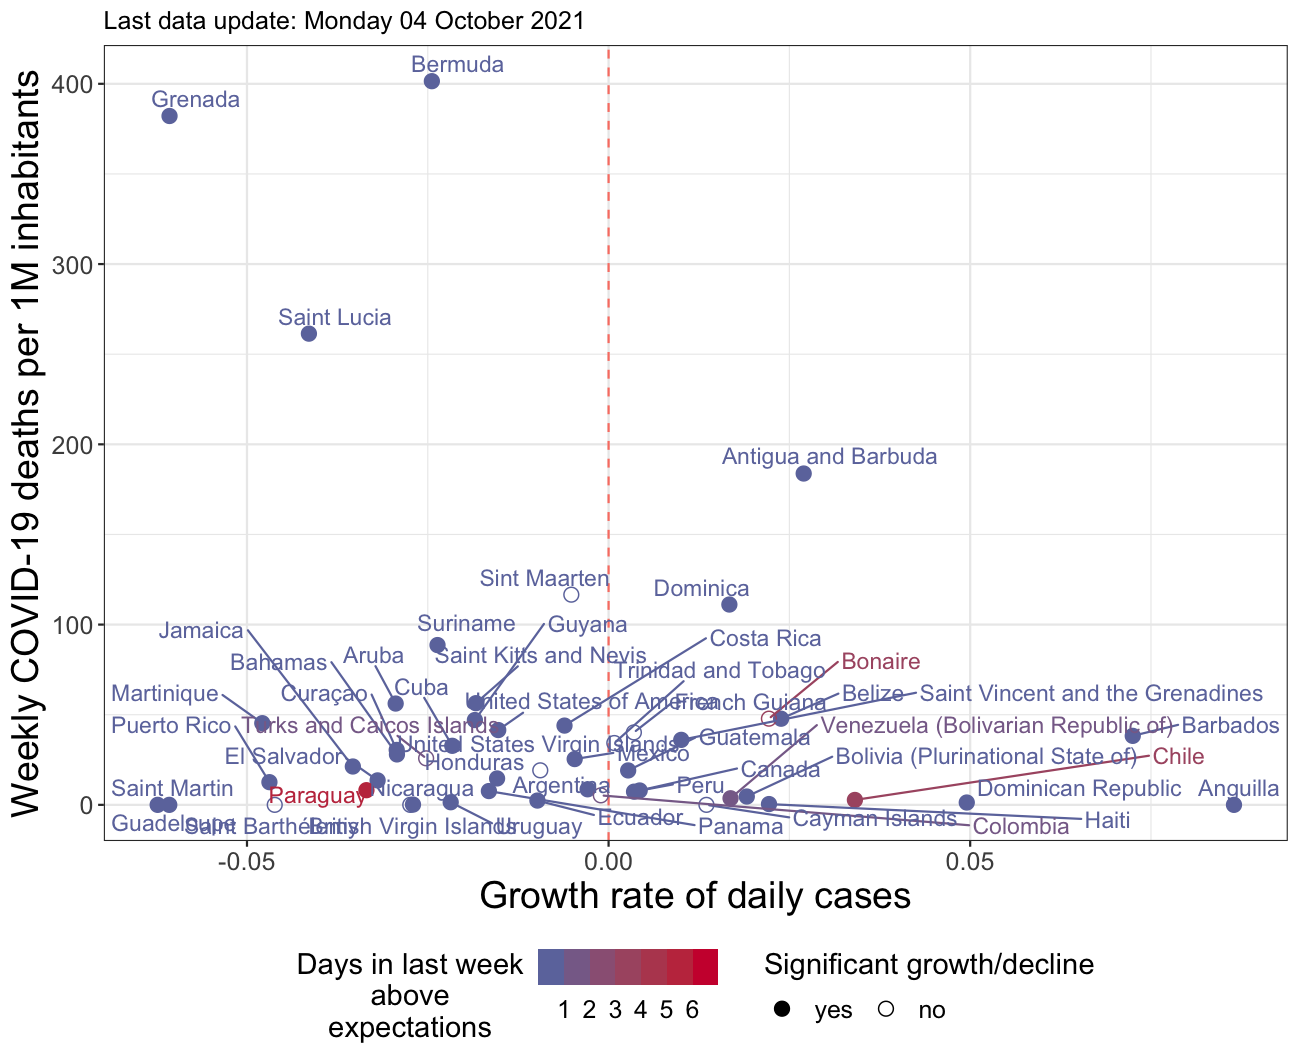 Last data update: Monday 04 October 2021
Weekly COVID-19 deaths per 1M inhabitants
400
300
200
100
0
Bermuda
Grenada
Saint Lucia
Antigua and Barbuda
Sint Maarten
Dominica
Suriname
Guyana
Jamaica
Costa Rica
Bahamas
Aruba
Saint Kitts and Nevis
Bonaire
Trinidad and Tobago
Martinique
Curaçao
Cuba
United States of America
French Guiana
Belize
Saint Vincent and the Grenadines
Puerto Rico
Turks and Caicos Islands
Venezuela (Bolivarian Republic of)
Barbados
United States Virgin Islands
Guatemala
El Salvador
Honduras
Mexico
Bolivia (Plurinational State of)
Chile
Canada
Saint Martin
Paraguay
Nicaragua
Argentina
Peru
Dominican Republic
Anguilla
Guadeloupe
Saint Barthélemy
British Virgin Islands
Uruguay
Ecuador
Panama
Cayman Islands
Colombia
Haiti
-0.05
0.00
0.05
Growth rate of daily cases
Days in last week
above
expectations
1 2 3 4 5 6
Significant growth/decline
yes
no